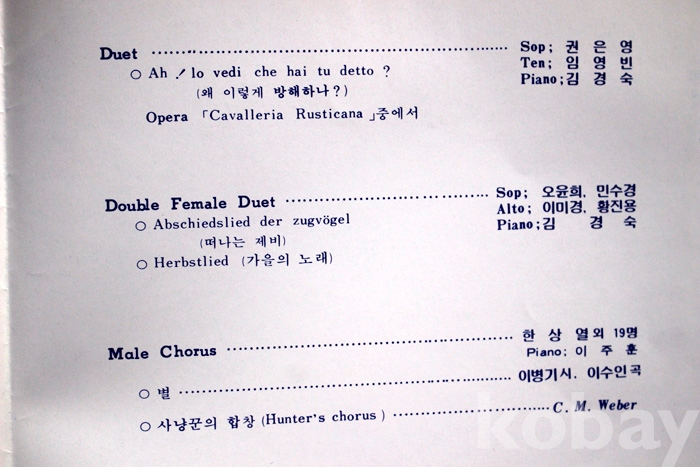 Duet ································ Sop; 권 은 영
Ten; 임 영 빈
○ Ah ! lo vedi che hai tu detto ?
Piano; 김 경 숙
(왜 이렇게 방해하나?)
Opera 「Cavalleria Rusticana」중에서
Double Female Duet ···················· Sop; 오윤희, 민수경
Alto; 이미경, 황진용
○ Abschiedslied der zugvögel
Piano; 김 경 숙
(떠나는 제비)
○ Herbstlied (가을의 노래)
Male Chorus ···························· 한 상 열외 19명
Piano; 이 주 훈
○ 별 ································ 이병기시, 이수인곡
○ 사냥꾼의 합창 (Hunter's chorus) ············ C. M. Weber
kobay